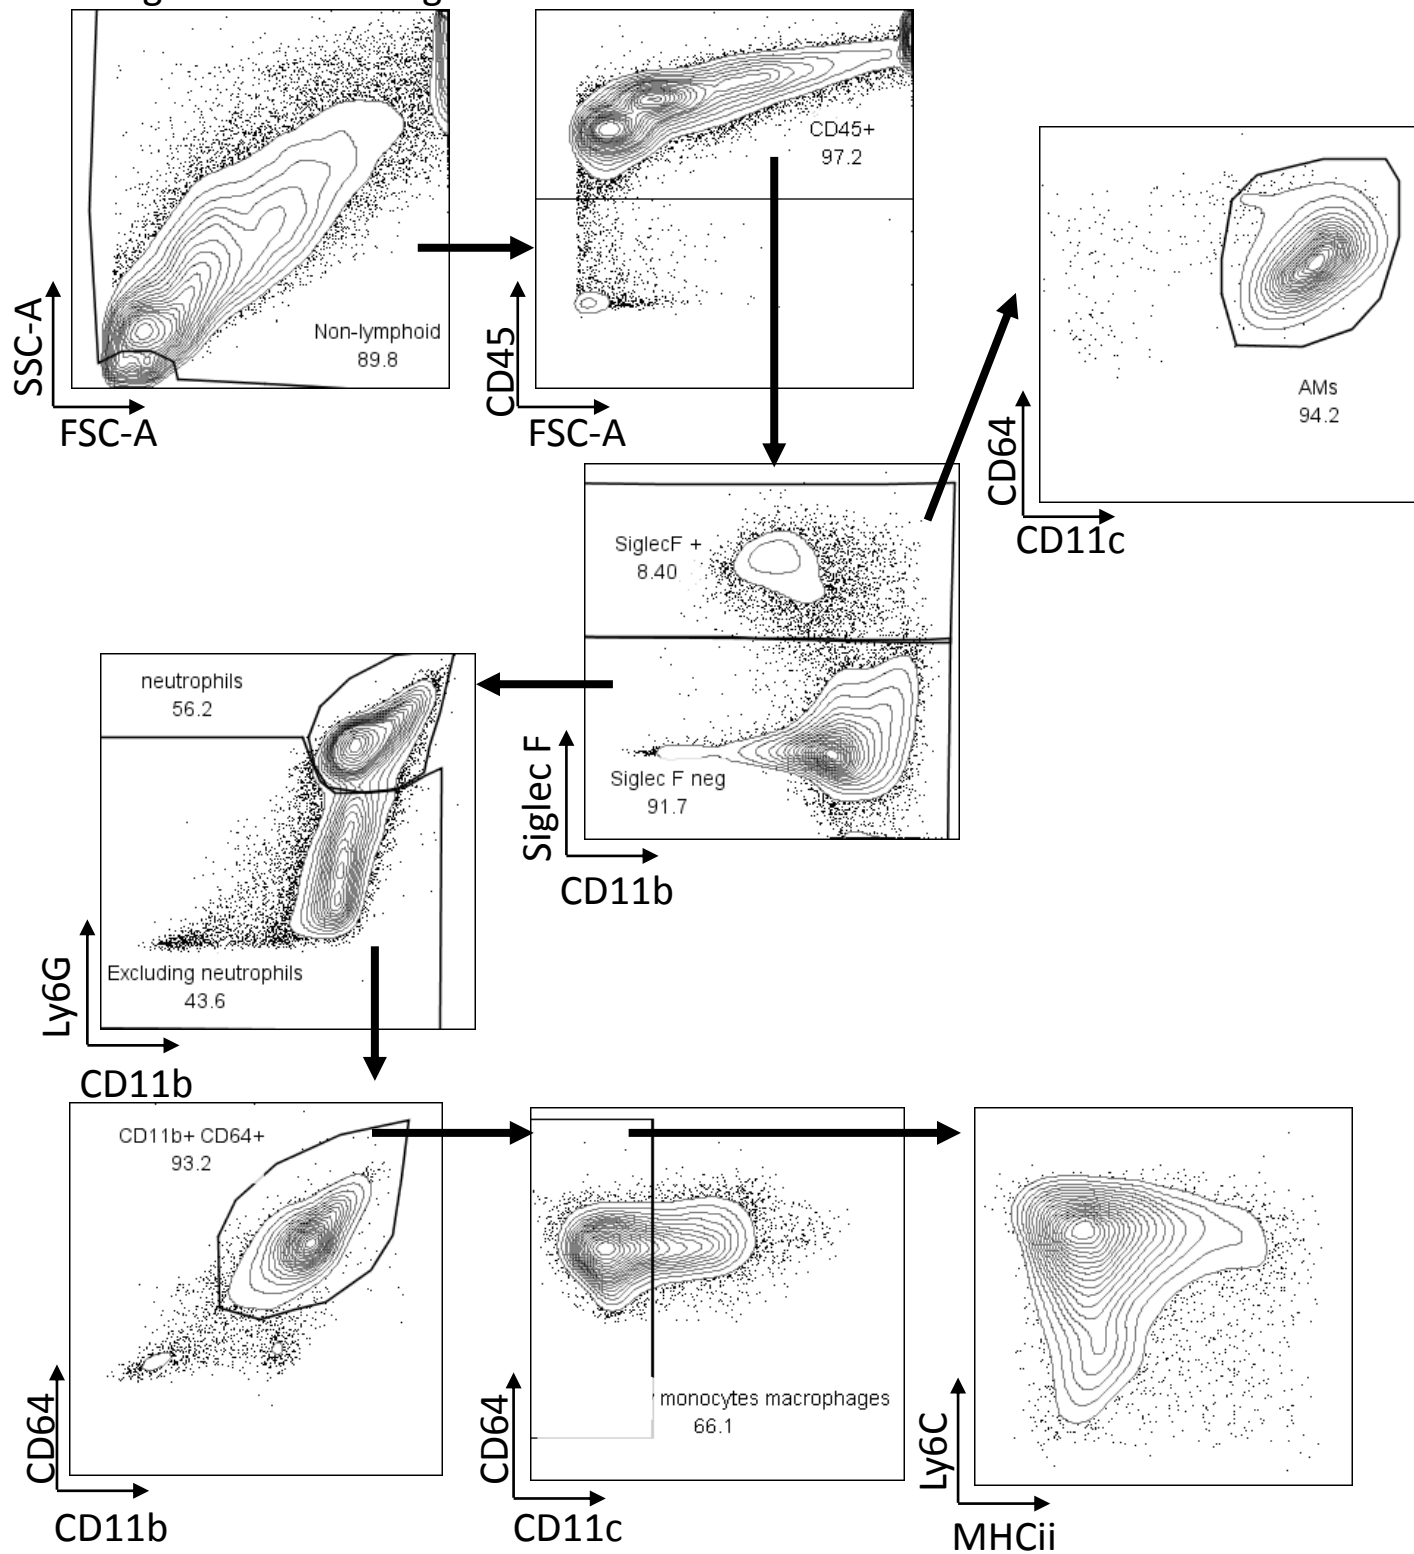 SSC-A
Non-lymphoid
89.8
FSC-A
CD45
CD45+
97.2
FSC-A
CD64
AMs
94.2
CD11c
Siglec F
SiglecF +
8.40
Siglec F neg
91.7
CD11b
Ly6G
neutrophils
56.2
Excluding neutrophils
43.6
CD11b
CD64
CD11b+ CD64+
93.2
CD11b
CD64
monocytes macrophages
66.1
CD11c
Ly6C
MHCii